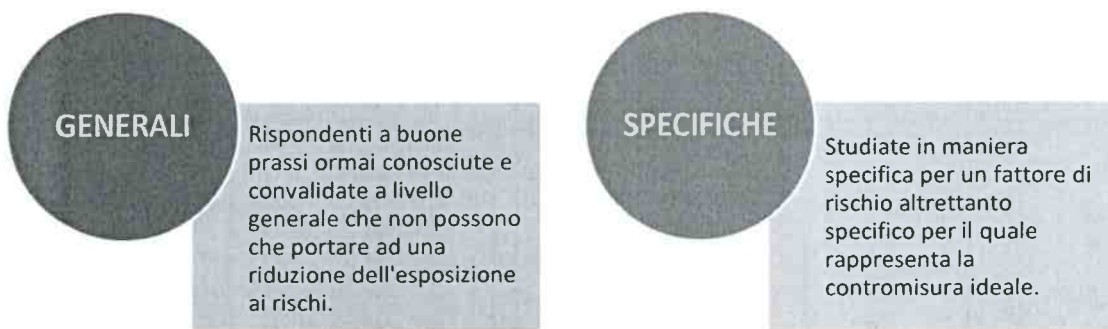 GENERALI
Rispondenti a buone
prassi ormai conosciute e
convalidate a livello
generale che non possono
che portare ad una
riduzione dell'esposizione
ai rischi.
SPECIFICHE
Studiate in maniera
specifica per un fattore di
rischio altrettanto
specifico per il quale
rappresenta la
contromisura ideale.